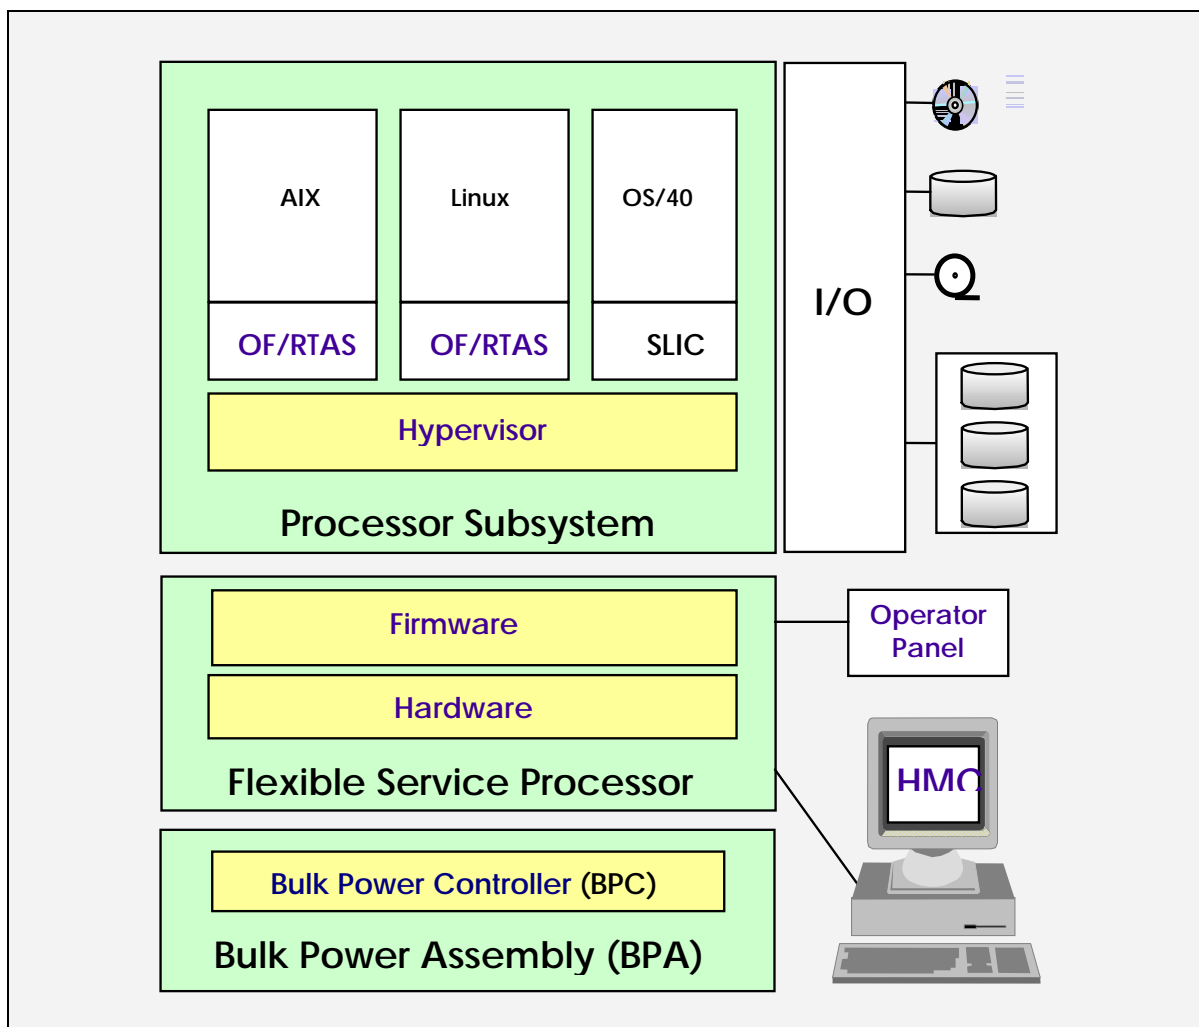 AIX
Linux
OS/40
OF/RTAS
OF/RTAS
SLIC
Hypervisor
Processor Subsystem
I/O
Firmware
Hardware
Flexible Service Processor
Operator
Panel
HMC
Bulk Power Controller (BPC)
Bulk Power Assembly (BPA)